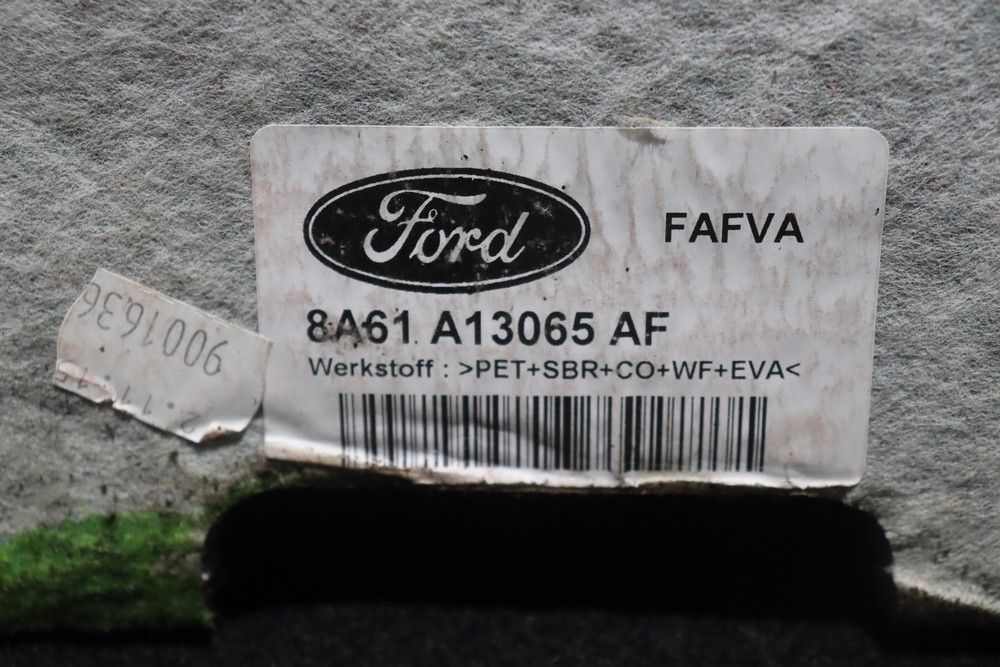 Ford
FAFVA
8A61 A13065 AF
Werkstoff : >PET+SBR+CO+WF+EVA<
9001636